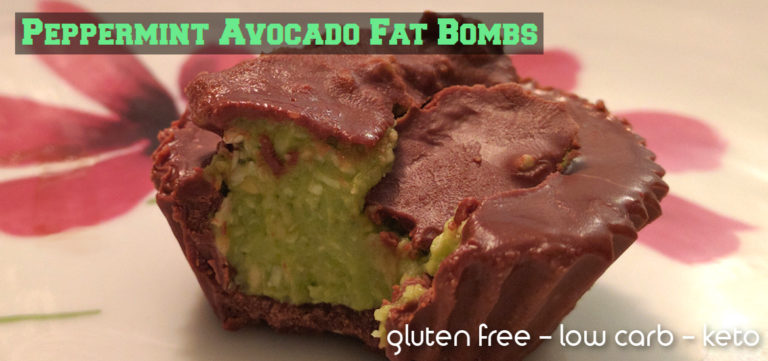 Peppermint Avocado Fat Bombs
gluten free - low carb - keto